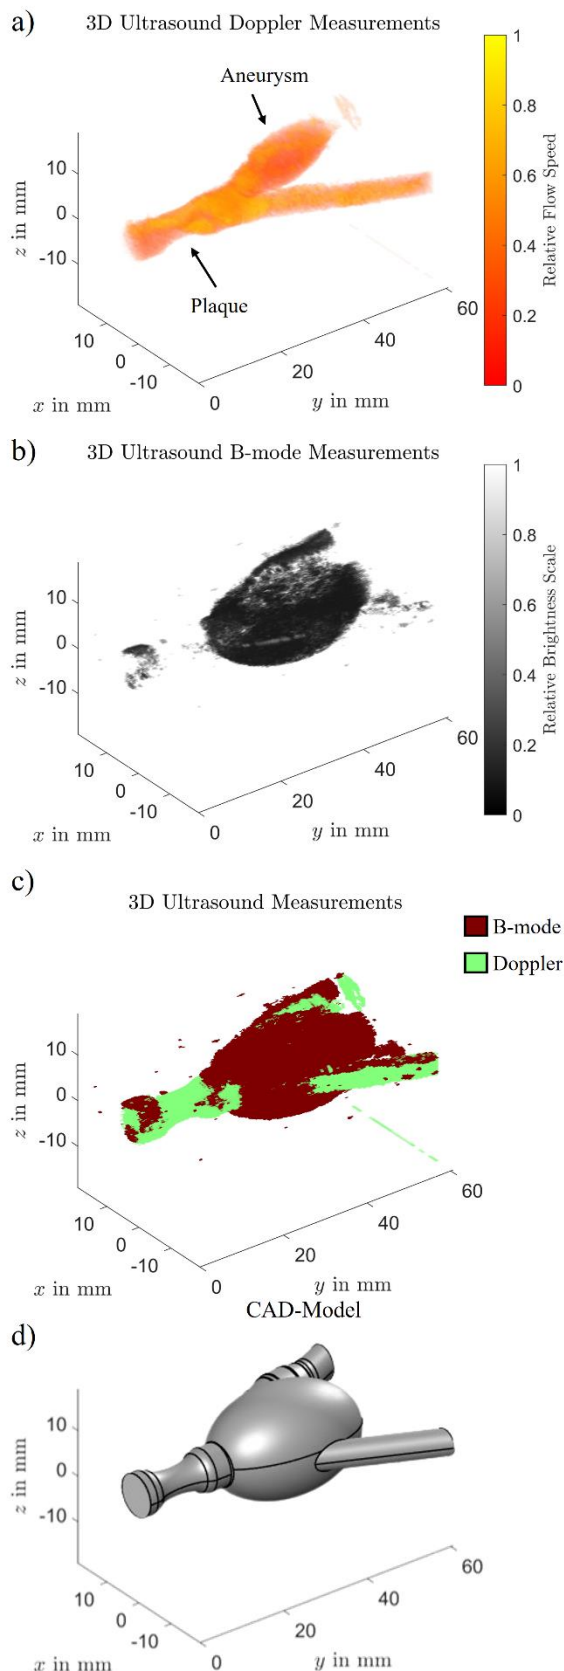 a)
3D Ultrasound Doppler Measurements
Aneurysm
Plaque
10
0
-10
z in mm
10
0
-10
x in mm
0
20
40
60
y in mm
1
0.8
0.6
0.4
0.2
0
Relative Flow Speed
b)
3D Ultrasound B-mode Measurements
10
0
-10
z in mm
10
0
-10
x in mm
0
20
40
60
y in mm
1
0.8
0.6
0.4
0.2
0
Relative Brightness Scale
c)
3D Ultrasound Measurements
B-mode
Doppler
10
0
-10
z in mm
10
0
-10
x in mm
0
20
40
60
y in mm
d)
CAD-Model
10
0
-10
z in mm
10
0
-10
x in mm
0
20
40
60
y in mm